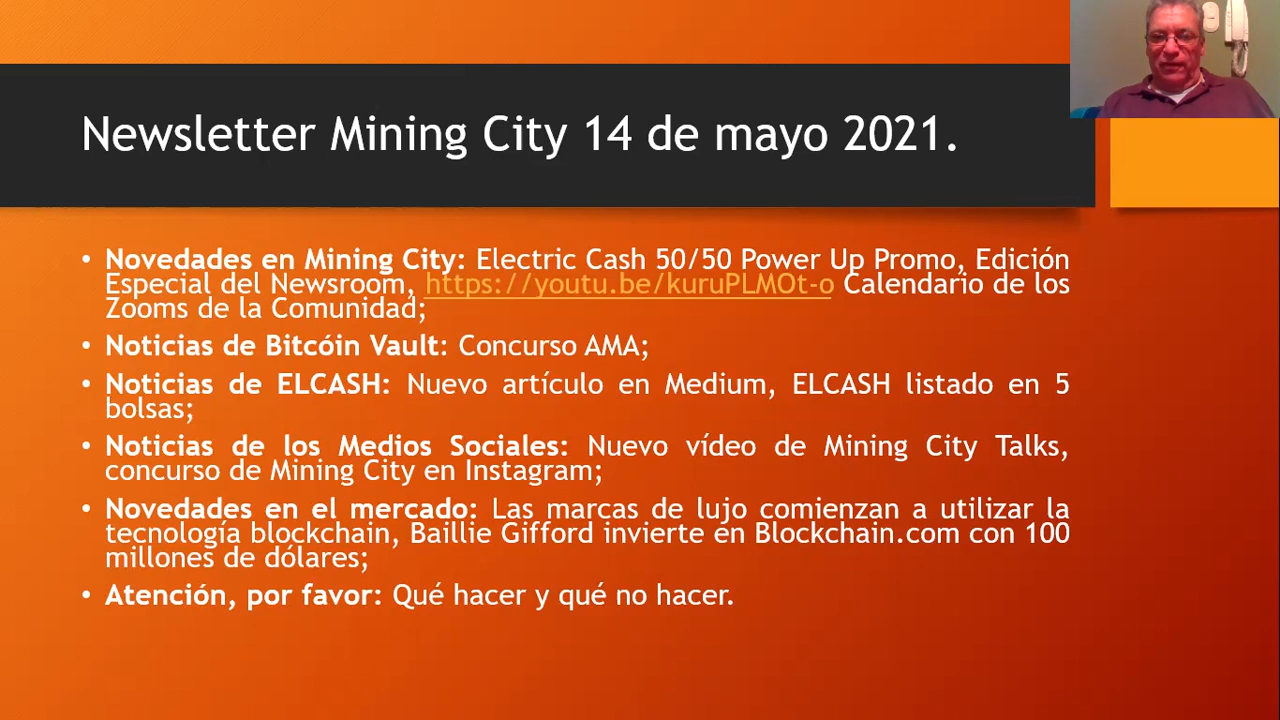 Newsletter Mining City 14 de mayo 2021.
• Novedades en Mining City: Electric Cash 50/50 Power Up Promo, Edición
Especial del Newsroom, https://youtu.be/kuruPLMOt-o Calendario de los
Zooms de la Comunidad;
• Noticias de Bitcóin Vault: Concurso AMA;
• Noticias de ELCASH: Nuevo artículo en Medium, ELCASH listado en 5
bolsas;
• Noticias de los Medios Sociales: Nuevo vídeo de Mining City Talks,
concurso de Mining City en Instagram;
• Novedades en el mercado: Las marcas de lujo comienzan a utilizar la
tecnología blockchain, Baillie Gifford invierte en Blockchain.com con 100
millones de dólares;
• Atención, por favor: Qué hacer y qué no hacer.